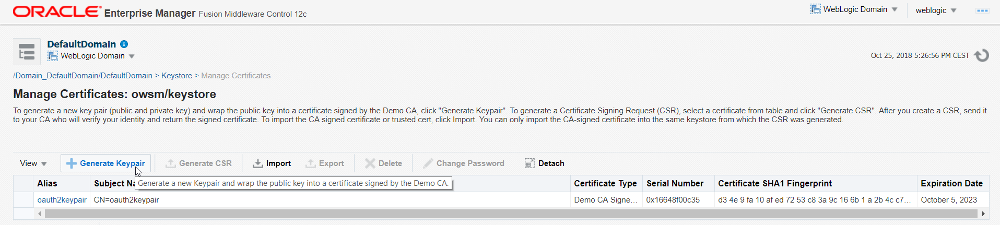 ORACLE Enterprise Manager Fusion Middleware Control 12c
WebLogic Domain
weblogic
DefaultDomain
WebLogic Domain
Oct 25, 2018 5:26:56 PM CEST
/Domain_DefaultDomain/DefaultDomain > Keystore > Manage Certificates
Manage Certificates: owsm/keystore
To generate a new key pair (public and private key) and wrap the public key into a certificate signed by the Demo CA, click "Generate Keypair". To generate a Certificate Signing Request (CSR), select a certificate from table and click "Generate CSR". After you create a CSR, send it
to your CA who will verify your identity and return the signed certificate. To import the CA signed certificate or trusted cert, click Import. You can only import the CA-signed certificate into the same keystore from which the CSR was generated.
View Generate Keypair Generate CSR Import Export Delete Change Password Detach
Alias Subject Na Certificate Type Serial Number Certificate SHA1 Fingerprint Expiration Date
Generate a new Keypair and wrap the public key into a certificate signed by the Demo CA.
oauth2keypair CN=oauth2keypair Demo CA Signe... 0x16648f00c35 d3 4e 9 fa 10 af ed 72 53 c8 3a 9c 16 6b 1 a 2b 4c c7... October 5, 2023